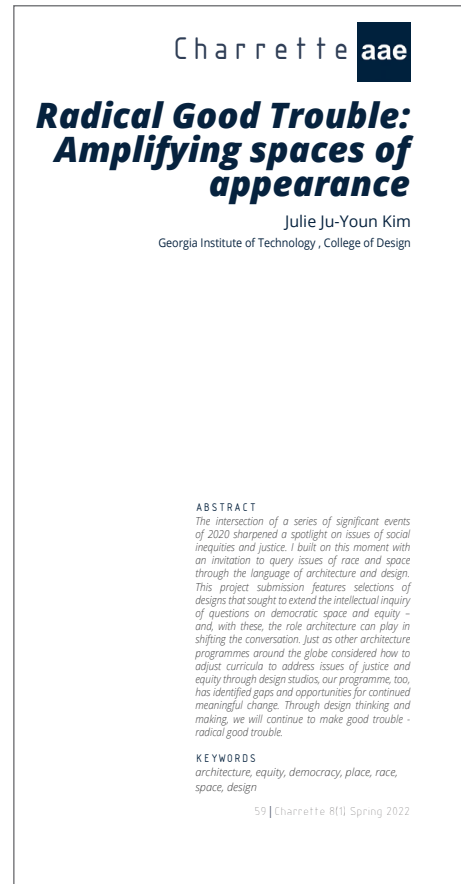 Charrette aae
Radical Good Trouble:
Amplifying spaces of
appearance
Julie Ju-Youn Kim
Georgia Institute of Technology , College of Design
ABSTRACT
The intersection of a series of significant events
of 2020 sharpened a spotlight on issues of social
inequities and justice. I built on this moment with
an invitation to query issues of race and space
through the language of architecture and design.
This project submission features selections of
designs that sought to extend the intellectual inquiry
of questions on democratic space and equity –
and, with these, the role architecture can play in
shifting the conversation. Just as other architecture
programmes around the globe considered how to
adjust curricula to address issues of justice and
equity through design studios, our programme, too,
has identified gaps and opportunities for continued
meaningful change. Through design thinking and
making, we will continue to make good trouble -
radical good trouble.
KEYWORDS
architecture, equity, democracy, place, race,
space, design
59 | Charrette 8(1) Spring 2022